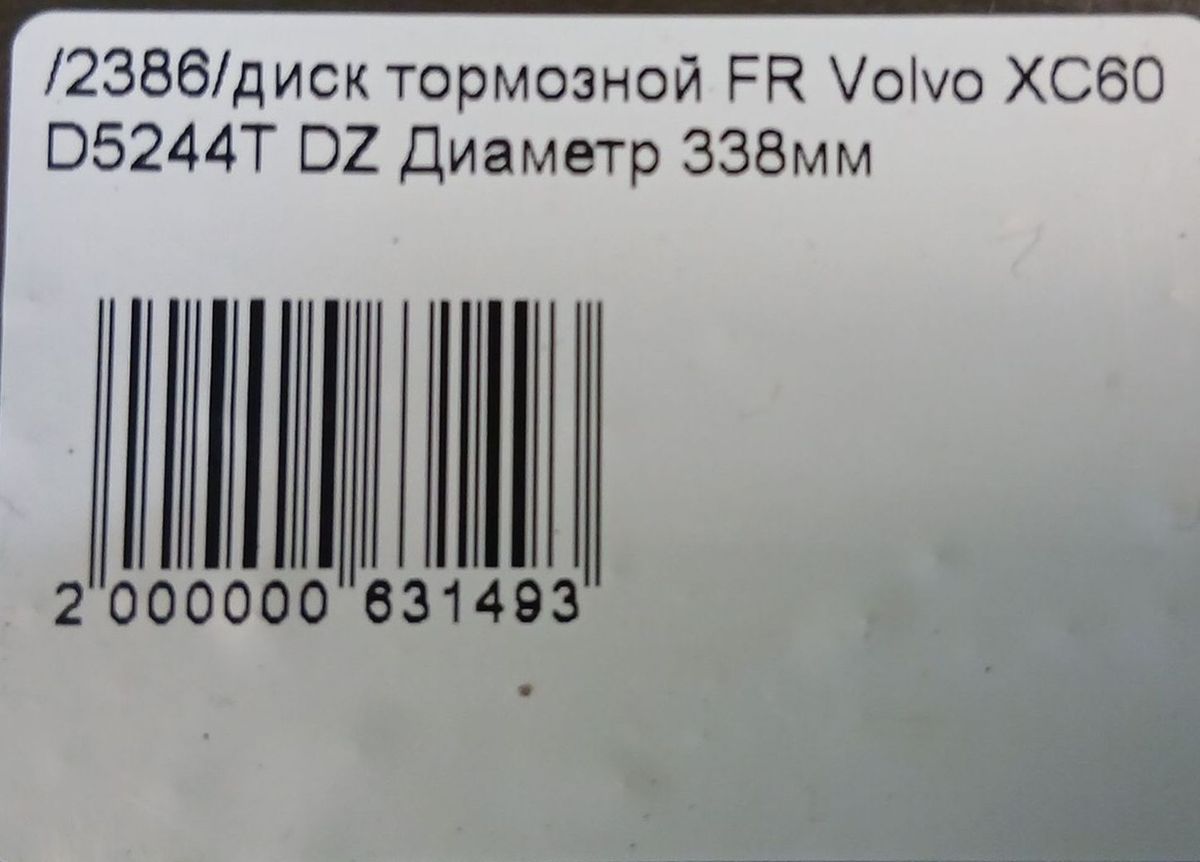 /2386/диск тормозной FR Volvo XC60
D5244T DZ Диаметр 338мм
2 000000 631493